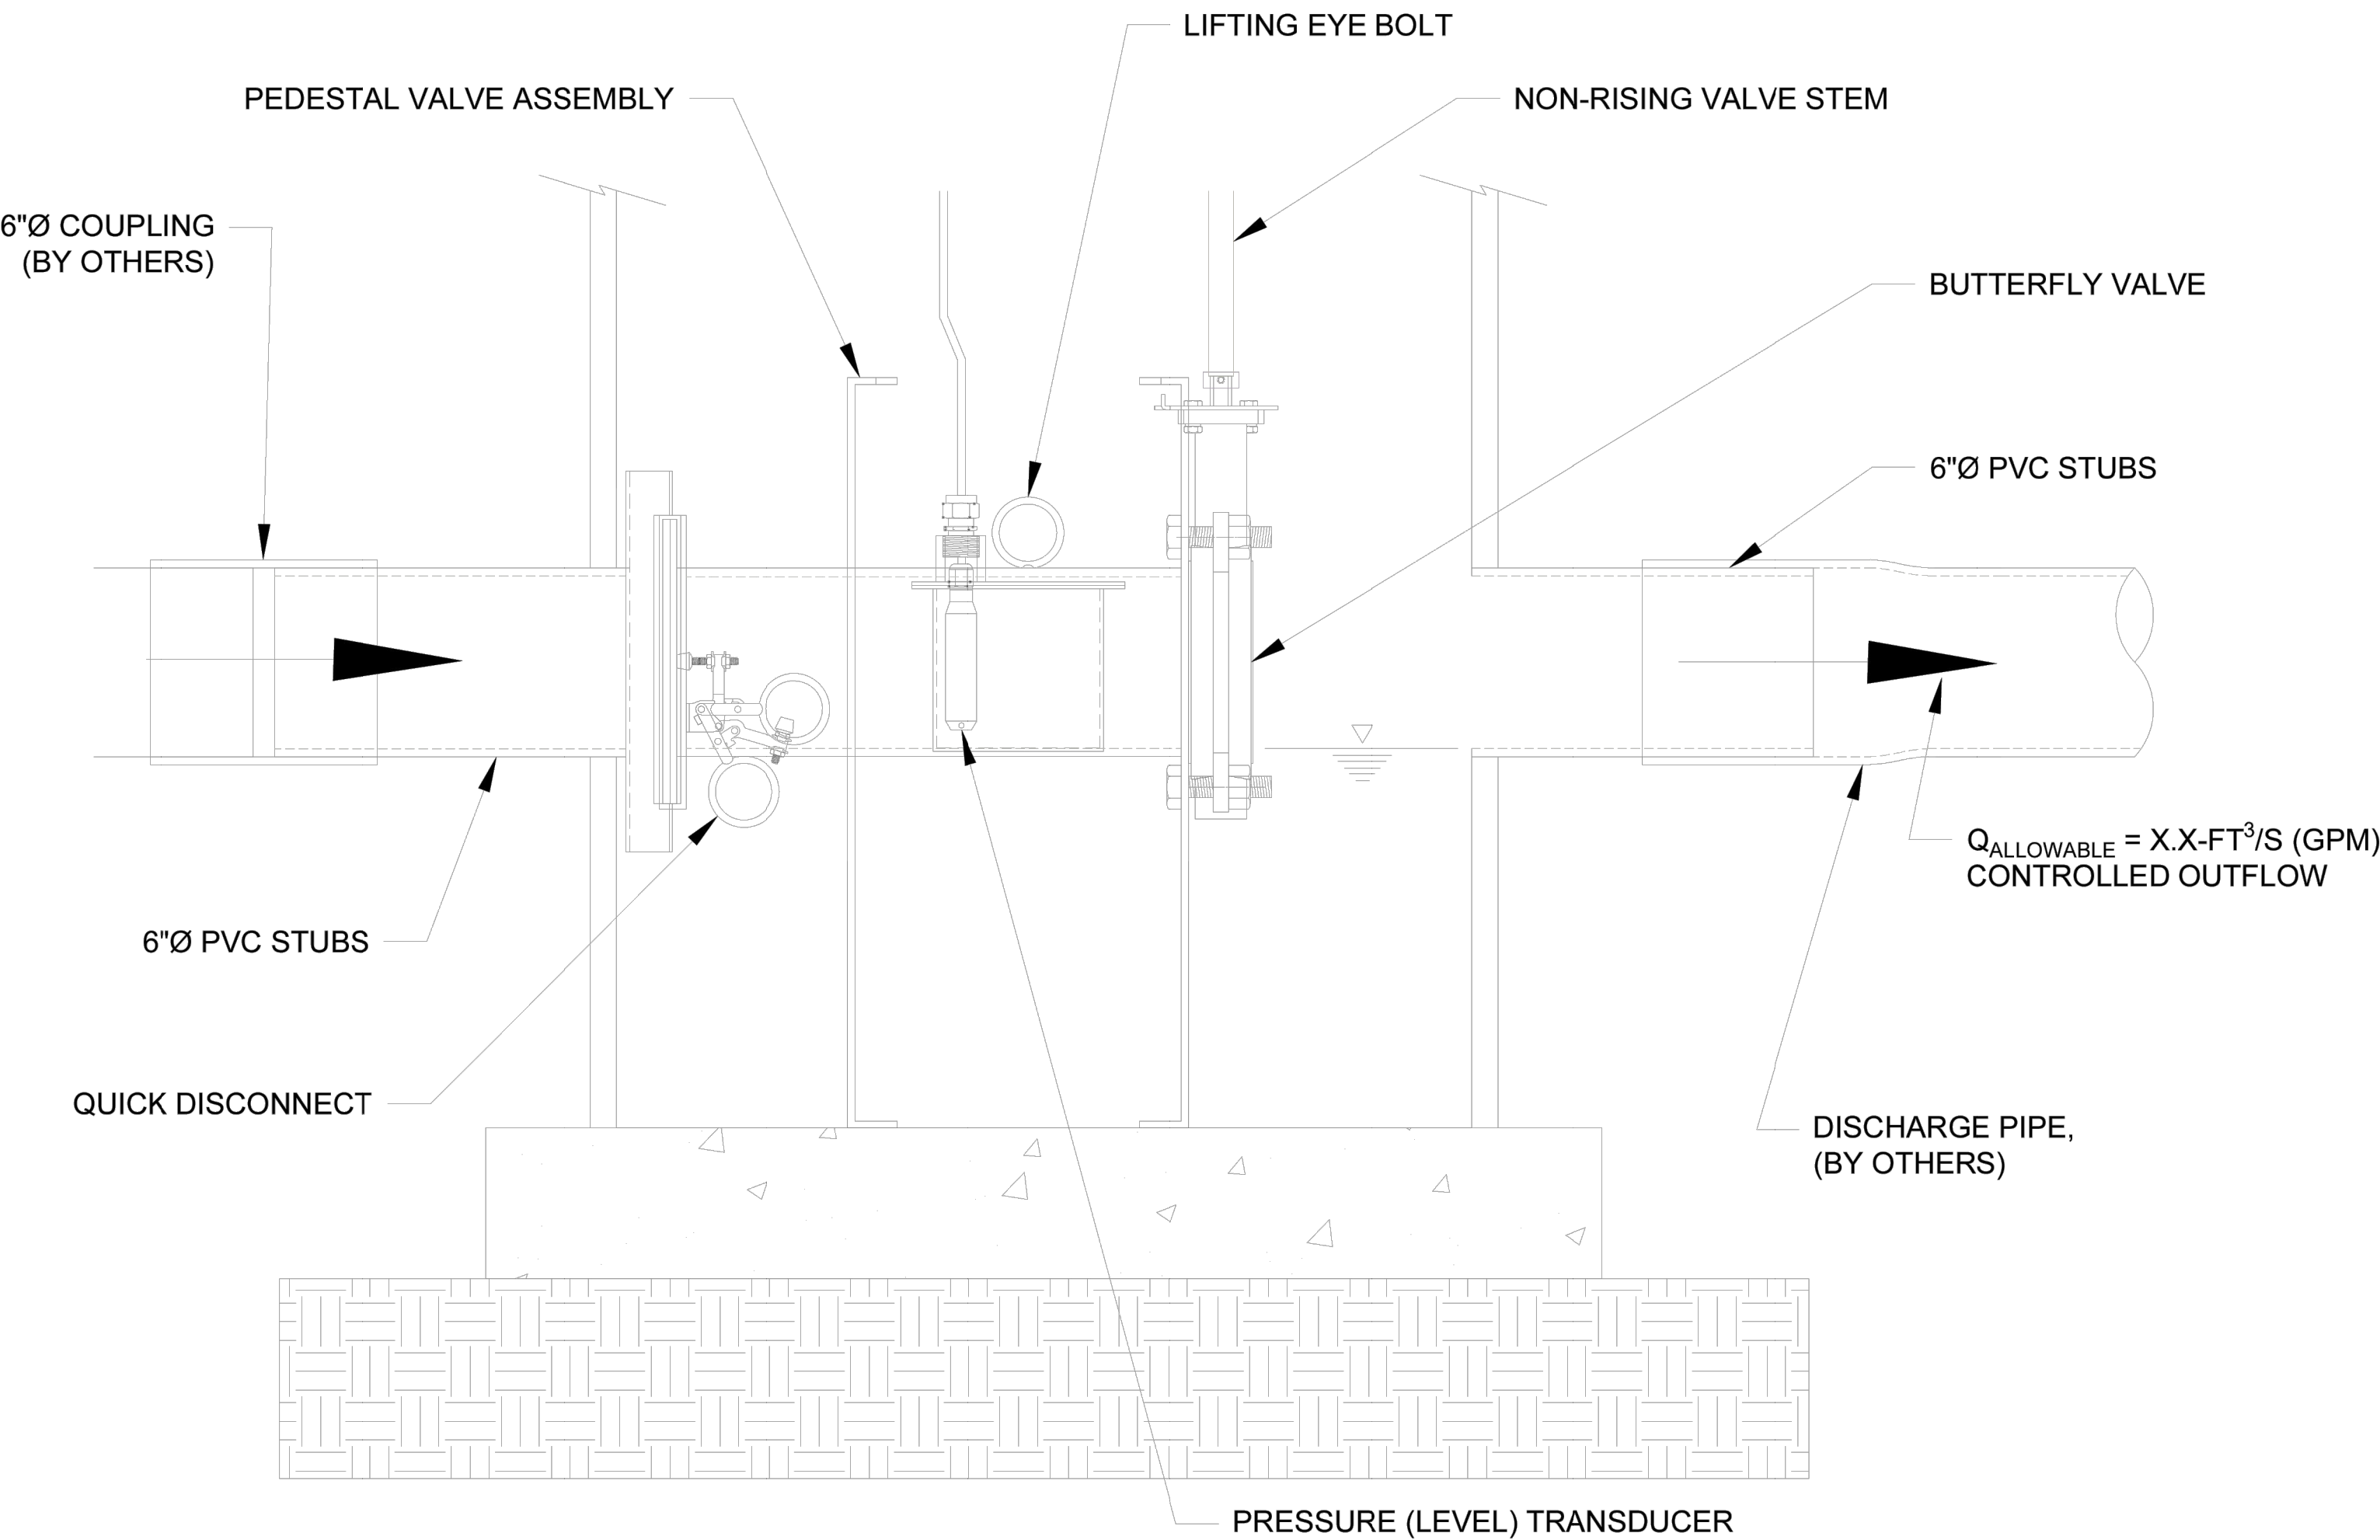 LIFTING EYE BOLT
PEDESTAL VALVE ASSEMBLY
NON-RISING VALVE STEM
6"Ø COUPLING
(BY OTHERS)
BUTTERFLY VALVE
6"Ø PVC STUBS
QALLOWABLE = X.X-FT³/S (GPM)
CONTROLLED OUTFLOW
6"Ø PVC STUBS
QUICK DISCONNECT
DISCHARGE PIPE,
(BY OTHERS)
PRESSURE (LEVEL) TRANSDUCER